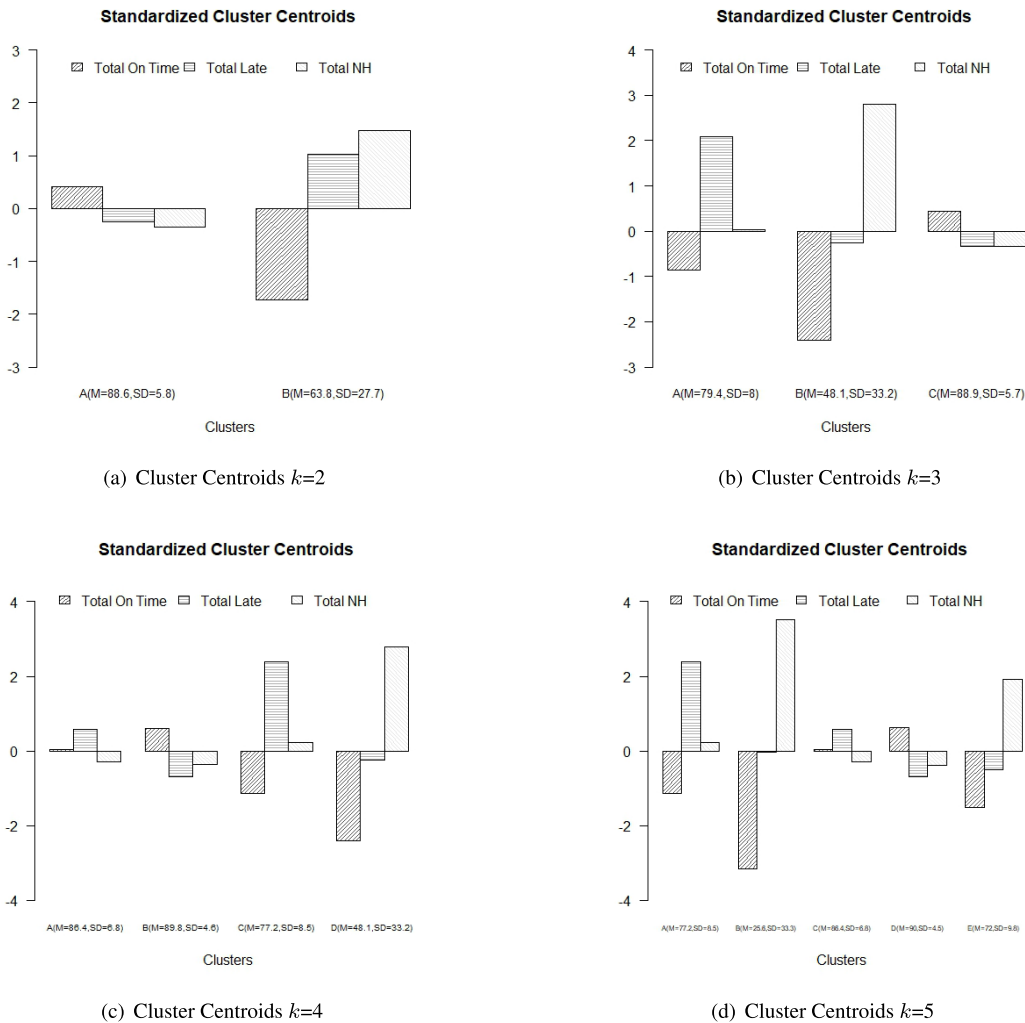 Standardized Cluster Centroids
3
2
1
0
-1
-2
-3
Total On Time Total Late Total NH
A(M=88.6,SD=5.8) B(M=63.8,SD=27.7)
Clusters
(a) Cluster Centroids k=2
Standardized Cluster Centroids
4
3
2
1
0
-1
-2
-3
Total On Time Total Late Total NH
A(M=79.4,SD=8) B(M=48.1,SD=33.2) C(M=88.9,SD=5.7)
Clusters
(b) Cluster Centroids k=3
Standardized Cluster Centroids
4
2
0
-2
-4
Total On Time Total Late Total NH
A(M=86.4,SD=6.8) B(M=89.8,SD=4.6) C(M=77.2,SD=8.5) D(M=48.1,SD=33.2)
Clusters
(c) Cluster Centroids k=4
Standardized Cluster Centroids
4
2
0
-2
-4
Total On Time Total Late Total NH
A(M=77.2,SD=8.5) B(M=25.6,SD=33.3) C(M=86.4,SD=6.8) D(M=90,SD=4.5) E(M=72,SD=9.8)
Clusters
(d) Cluster Centroids k=5